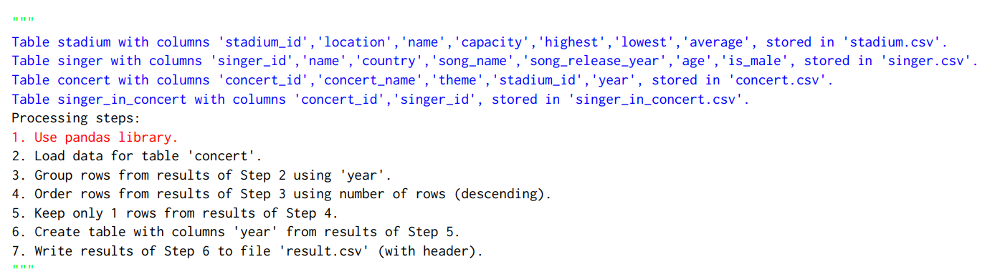 """
Table stadium with columns 'stadium_id','location','name','capacity','highest','lowest','average', stored in 'stadium.csv'.
Table singer with columns 'singer_id','name','country','song_name','song_release_year','age','is_male', stored in 'singer.csv'.
Table concert with columns 'concert_id','concert_name','theme','stadium_id','year', stored in 'concert.csv'.
Table singer_in_concert with columns 'concert_id','singer_id', stored in 'singer_in_concert.csv'.
Processing steps:
1. Use pandas library.
2. Load data for table 'concert'.
3. Group rows from results of Step 2 using 'year'.
4. Order rows from results of Step 3 using number of rows (descending).
5. Keep only 1 rows from results of Step 4.
6. Create table with columns 'year' from results of Step 5.
7. Write results of Step 6 to file 'result.csv' (with header).
"""